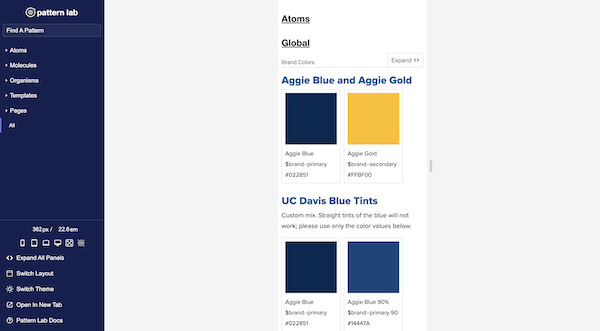 pattern lab
Find A Pattern
Atoms
Molecules
Organisms
Templates
Pages
All
362px / 22.6em
Expand All Panels
Switch Layout
Switch Theme
Open In New Tab
Pattern Lab Docs
Atoms
Global
Brand Colors
Expand
Aggie Blue and Aggie Gold
Aggie Blue
$brand--primary
#022851
Aggie Gold
$brand--secondary
#FFBF00
UC Davis Blue Tints
Custom mix. Straight tints of the blue will not
work; please use only the color values below.
Aggie Blue
$brand--primary
#022851
Aggie Blue 90%
$brand--primary-90
#14447A